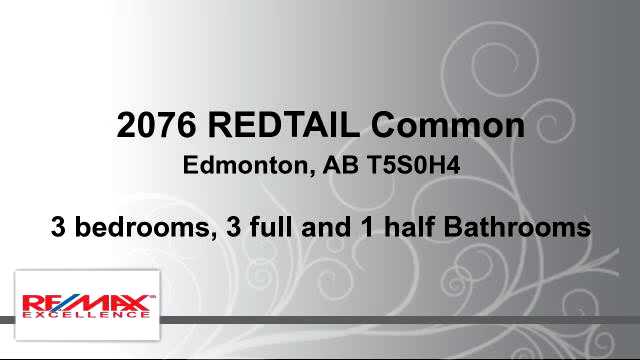 2076 REDTAIL Common
Edmonton, AB T5S0H4
3 bedrooms, 3 full and 1 half Bathrooms
RE/MAX
EXCELLENCE